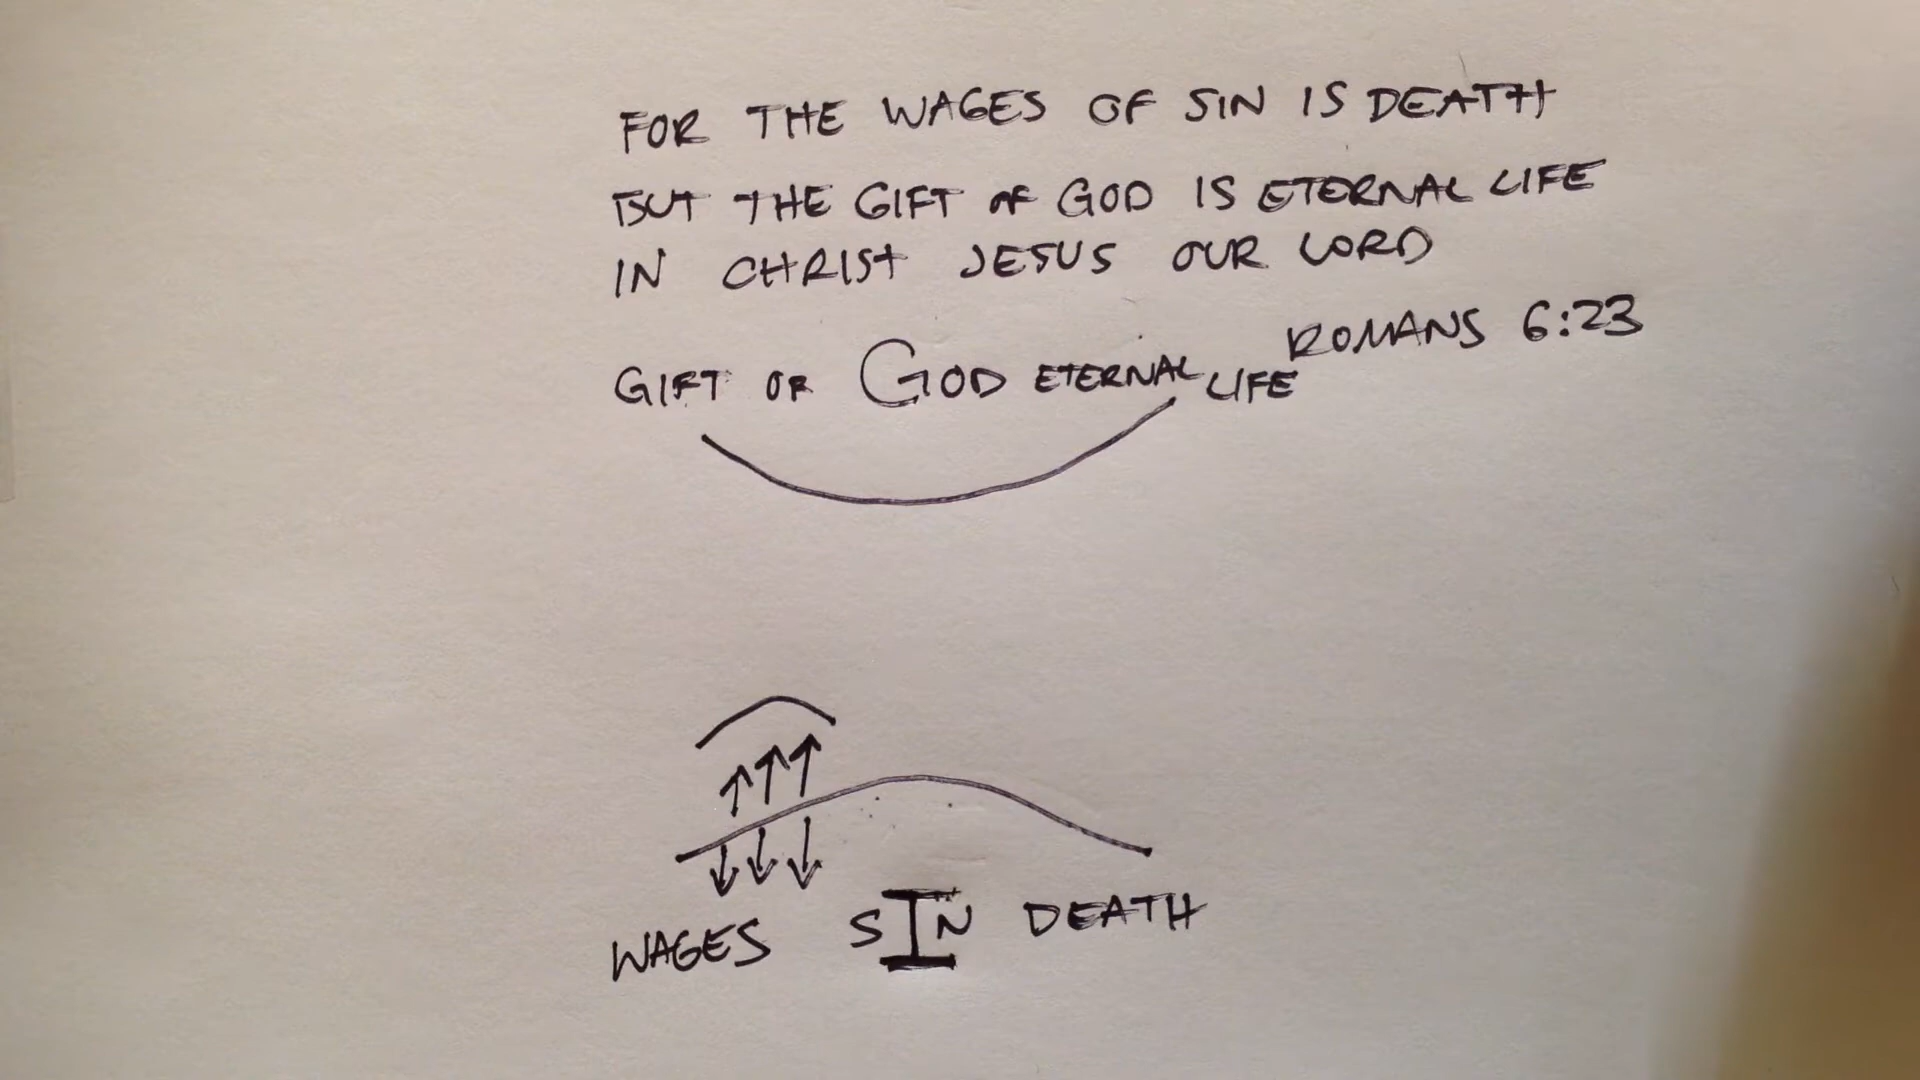 FOR THE WAGES OF SIN IS DEATH
BUT THE GIFT OF GOD IS ETERNAL LIFE
IN CHRIST JESUS OUR LORD
ROMANS 6:23
GIFT OF GOD ETERNAL LIFE
WAGES SIN DEATH